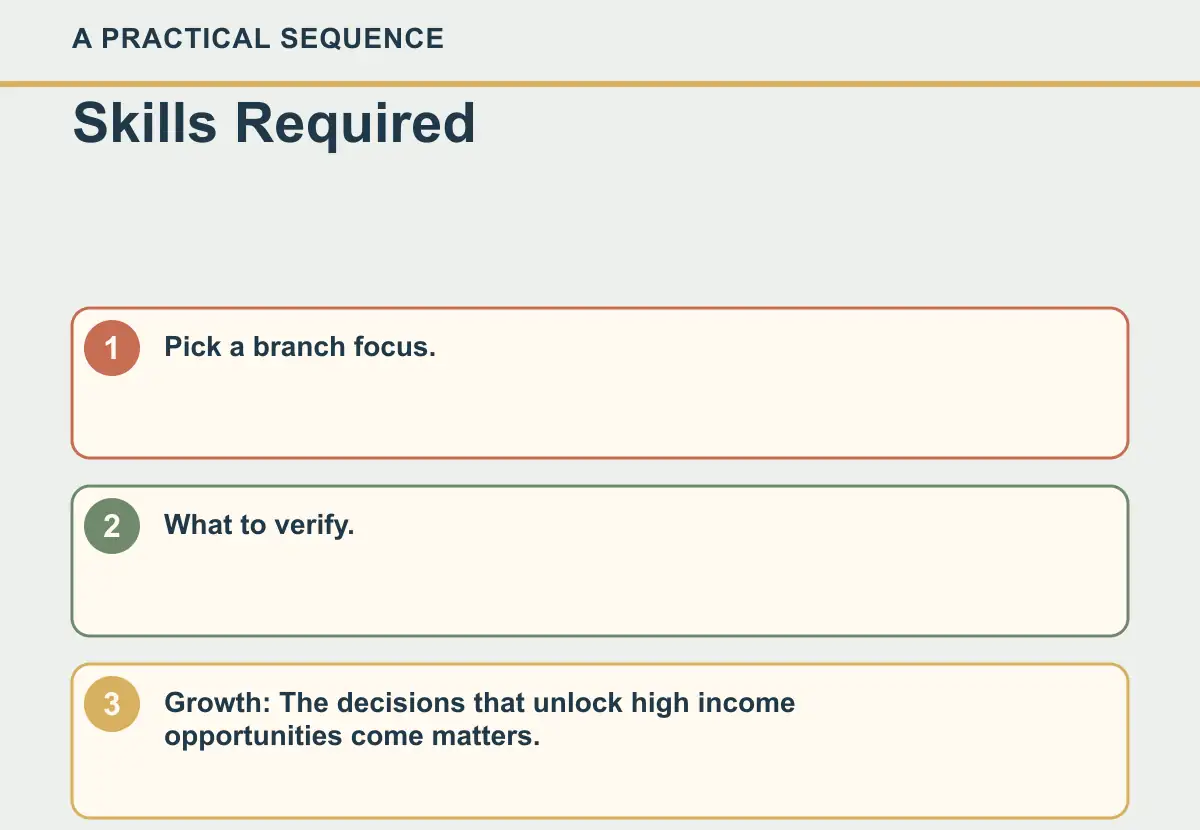 A PRACTICAL SEQUENCE
Skills Required
1
Pick a branch focus.
2
What to verify.
3
Growth: The decisions that unlock high income
opportunities come matters.